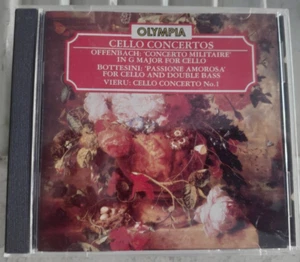 OLYMPIA
CELLO CONCERTOS
OFFENBACH: 'CONCERTO MILITAIRE'
IN G MAJOR FOR CELLO
BOTTESINI: 'PASSIONE AMOROSA'
FOR CELLO AND DOUBLE BASS
VIERU: CELLO CONCERTO No.1